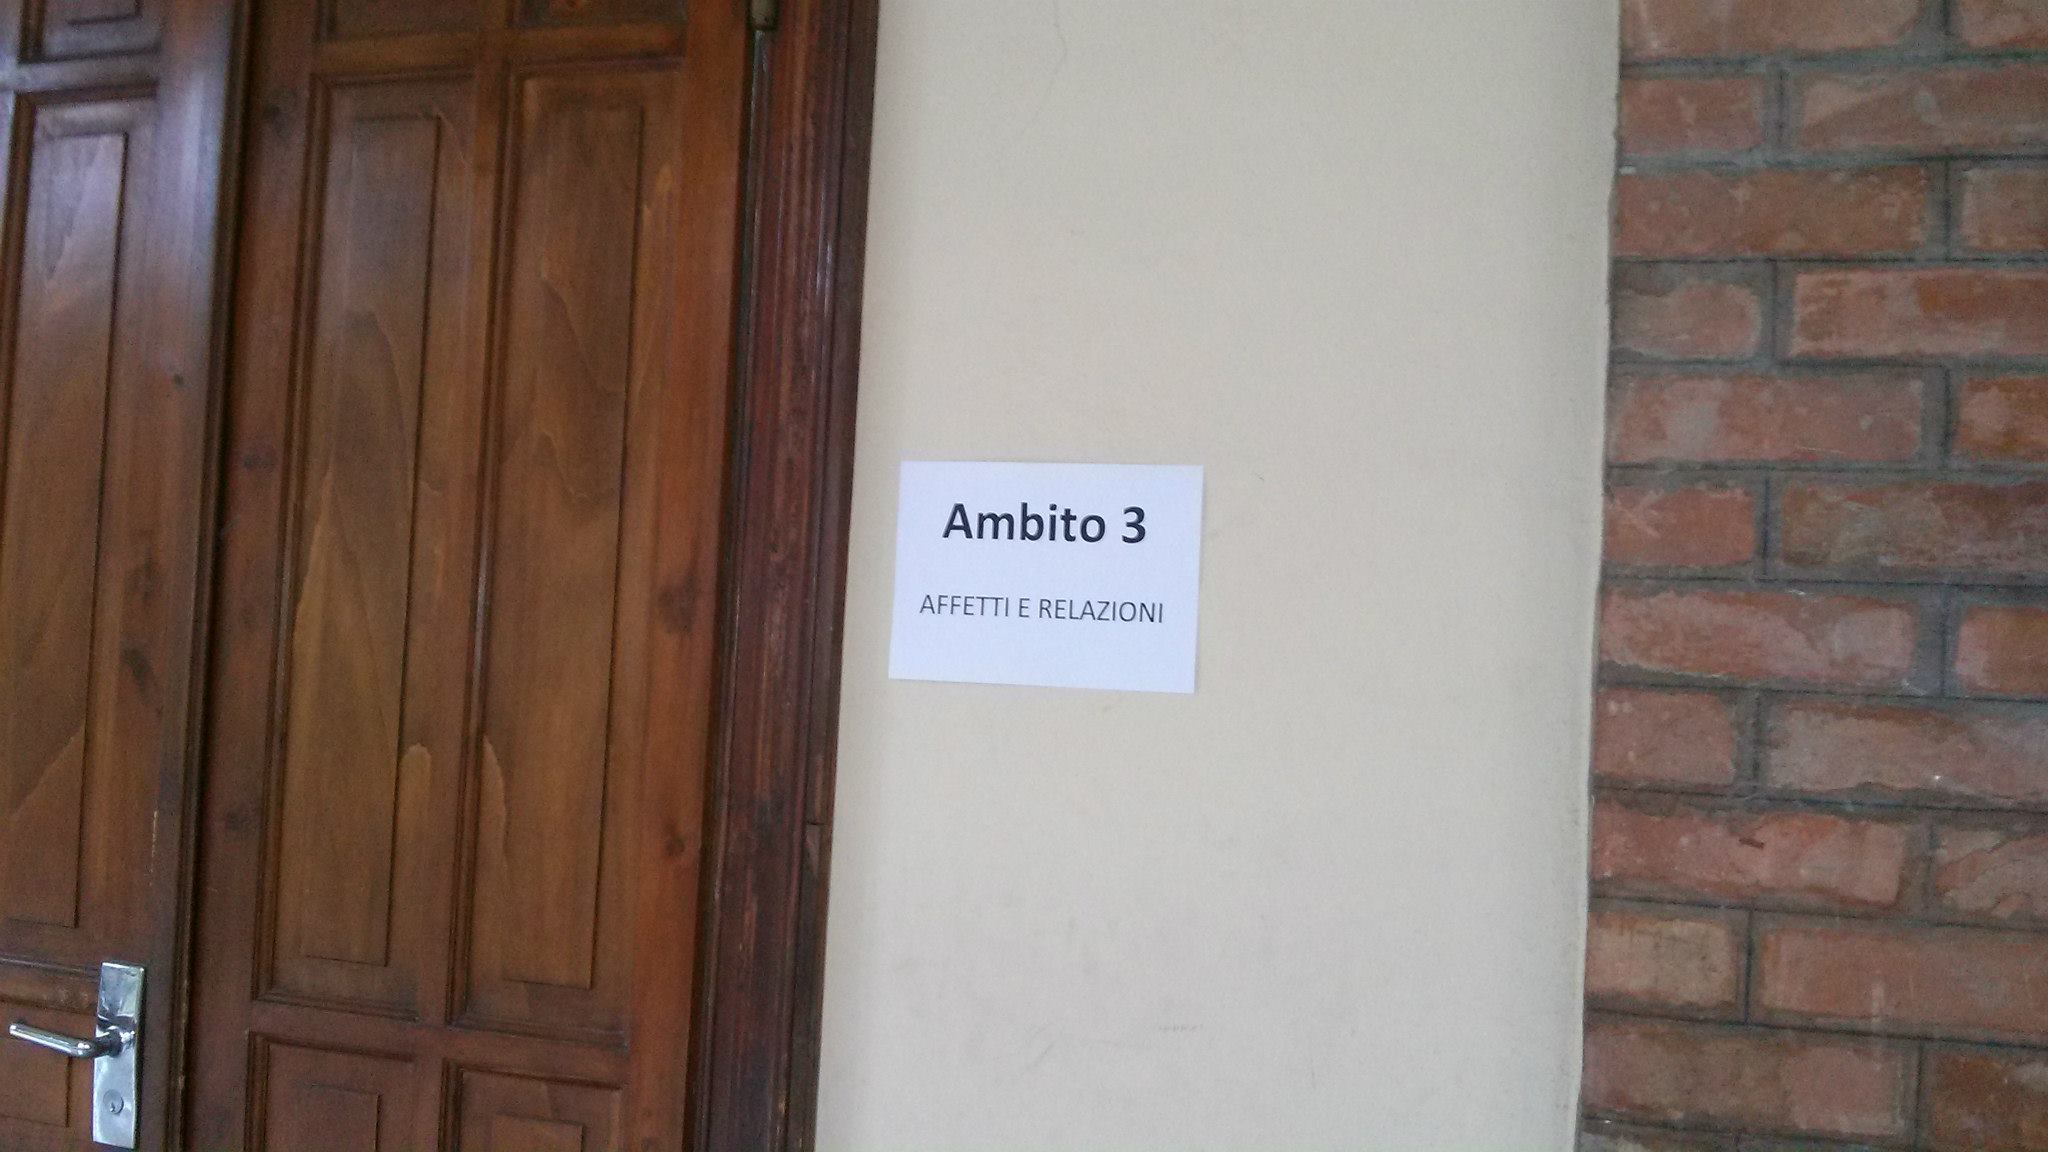 Ambito 3
AFFETTI E RELAZIONI